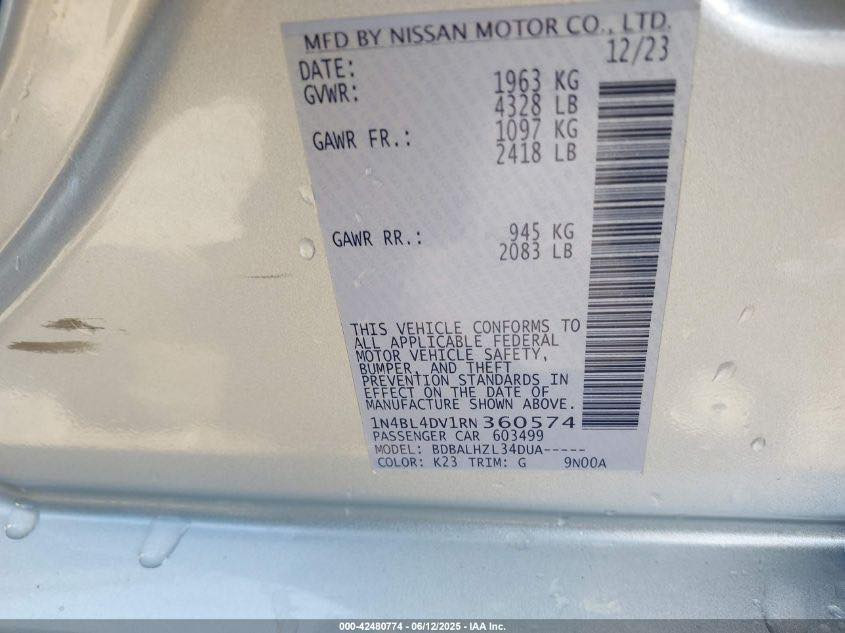 MFD BY NISSAN MOTOR CO., LTD.
DATE: 12/23
GVWR: 1963 KG
4328 LB
GAWR FR.: 1097 KG
2418 LB
GAWR RR.: 945 KG
2083 LB
THIS VEHICLE CONFORMS TO
ALL APPLICABLE FEDERAL
MOTOR VEHICLE SAFETY,
BUMPER, AND THEFT
PREVENTION STANDARDS IN
EFFECT ON THE DATE OF
MANUFACTURE SHOWN ABOVE.
1N4BL4DV1RN360574
PASSENGER CAR 603499
MODEL: BDBALHZL34DUA-----
COLOR: K23 TRIM: G 9N00A
000-42480774 - 06/12/2025 - IAA Inc.